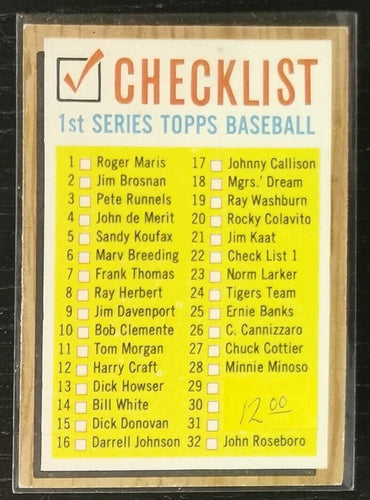 CHECKLIST
1st SERIES TOPPS BASEBALL
1 Roger Maris
2 Jim Brosnan
3 Pete Runnels
4 John de Merit
5 Sandy Koufax
6 Marv Breeding
7 Frank Thomas
8 Ray Herbert
9 Jim Davenport
10 Bob Clemente
11 Tom Morgan
12 Harry Craft
13 Dick Howser
14 Bill White
15 Dick Donovan
16 Darrell Johnson
17 Johnny Callison
18 Mgrs.' Dream
19 Ray Washburn
20 Rocky Colavito
21 Jim Kaat
22 Check List 1
23 Norm Larker
24 Tigers Team
25 Ernie Banks
26 C. Cannizzaro
27 Chuck Cottier
28 Minnie Minoso
29
30
31
12 00
32 John Roseboro